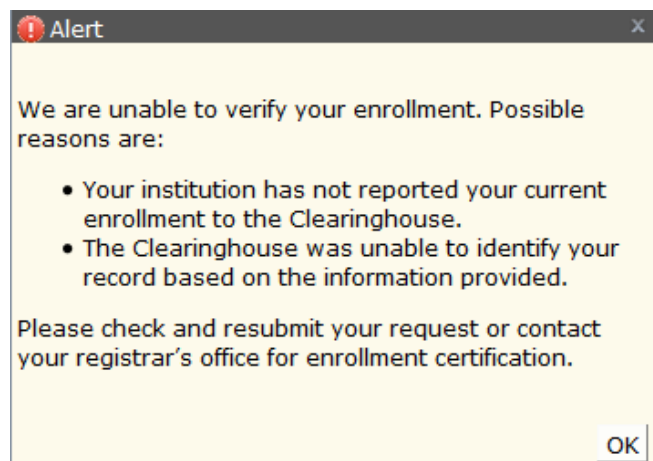 Alert
x
We are unable to verify your enrollment. Possible
reasons are:
• Your institution has not reported your current
enrollment to the Clearinghouse.
• The Clearinghouse was unable to identify your
record based on the information provided.
Please check and resubmit your request or contact
your registrar's office for enrollment certification.
OK